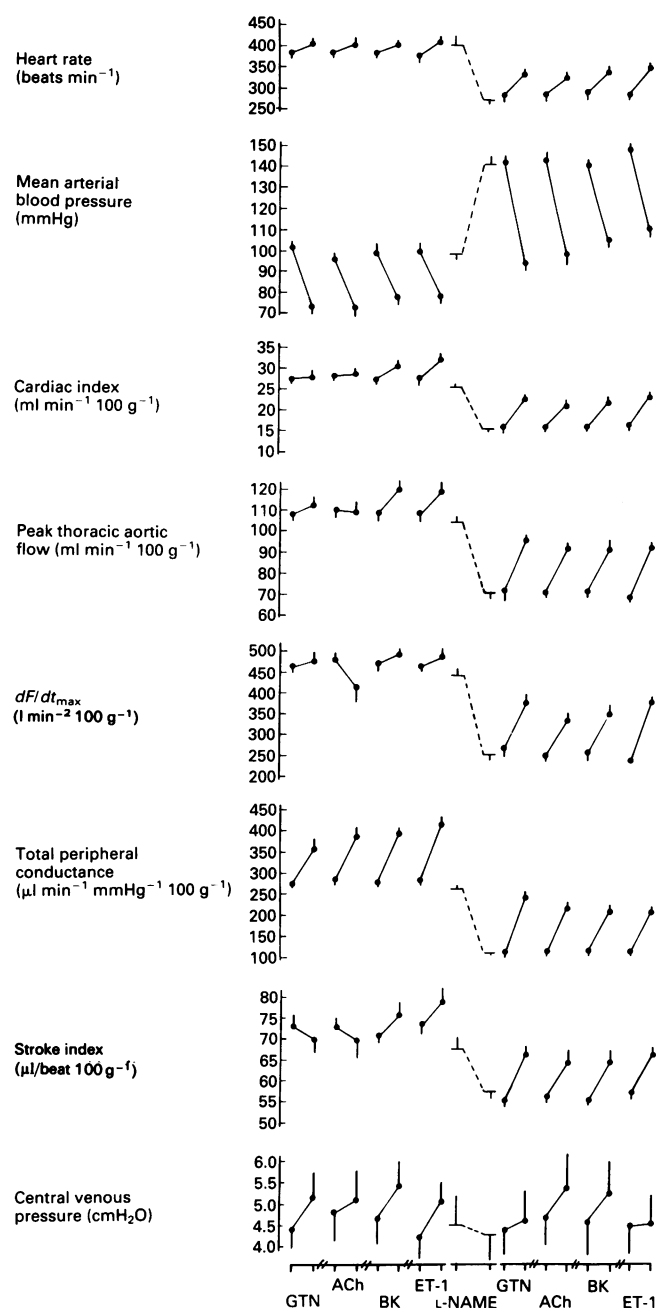 Heart rate
(beats min⁻¹)
450
400
350
300
250
Mean arterial
blood pressure
(mmHg)
150
140
130
120
110
100
90
80
70
Cardiac index
(ml min⁻¹ 100 g⁻¹)
35
30
25
20
15
10
Peak thoracic aortic
flow (ml min⁻¹ 100 g⁻¹)
120
110
100
90
80
70
60
dF/dtmax
(l min⁻² 100 g⁻¹)
500
450
400
350
300
250
200
Total peripheral
conductance
(μl min⁻¹ mmHg⁻¹ 100 g⁻¹)
450
400
350
300
250
200
150
100
Stroke index
(μl/beat 100 g⁻¹)
80
75
70
65
60
55
50
Central venous
pressure (cmH₂O)
6.0
5.5
5.0
4.5
4.0
GTN ACh BK ET-1 L-NAME GTN ACh BK ET-1